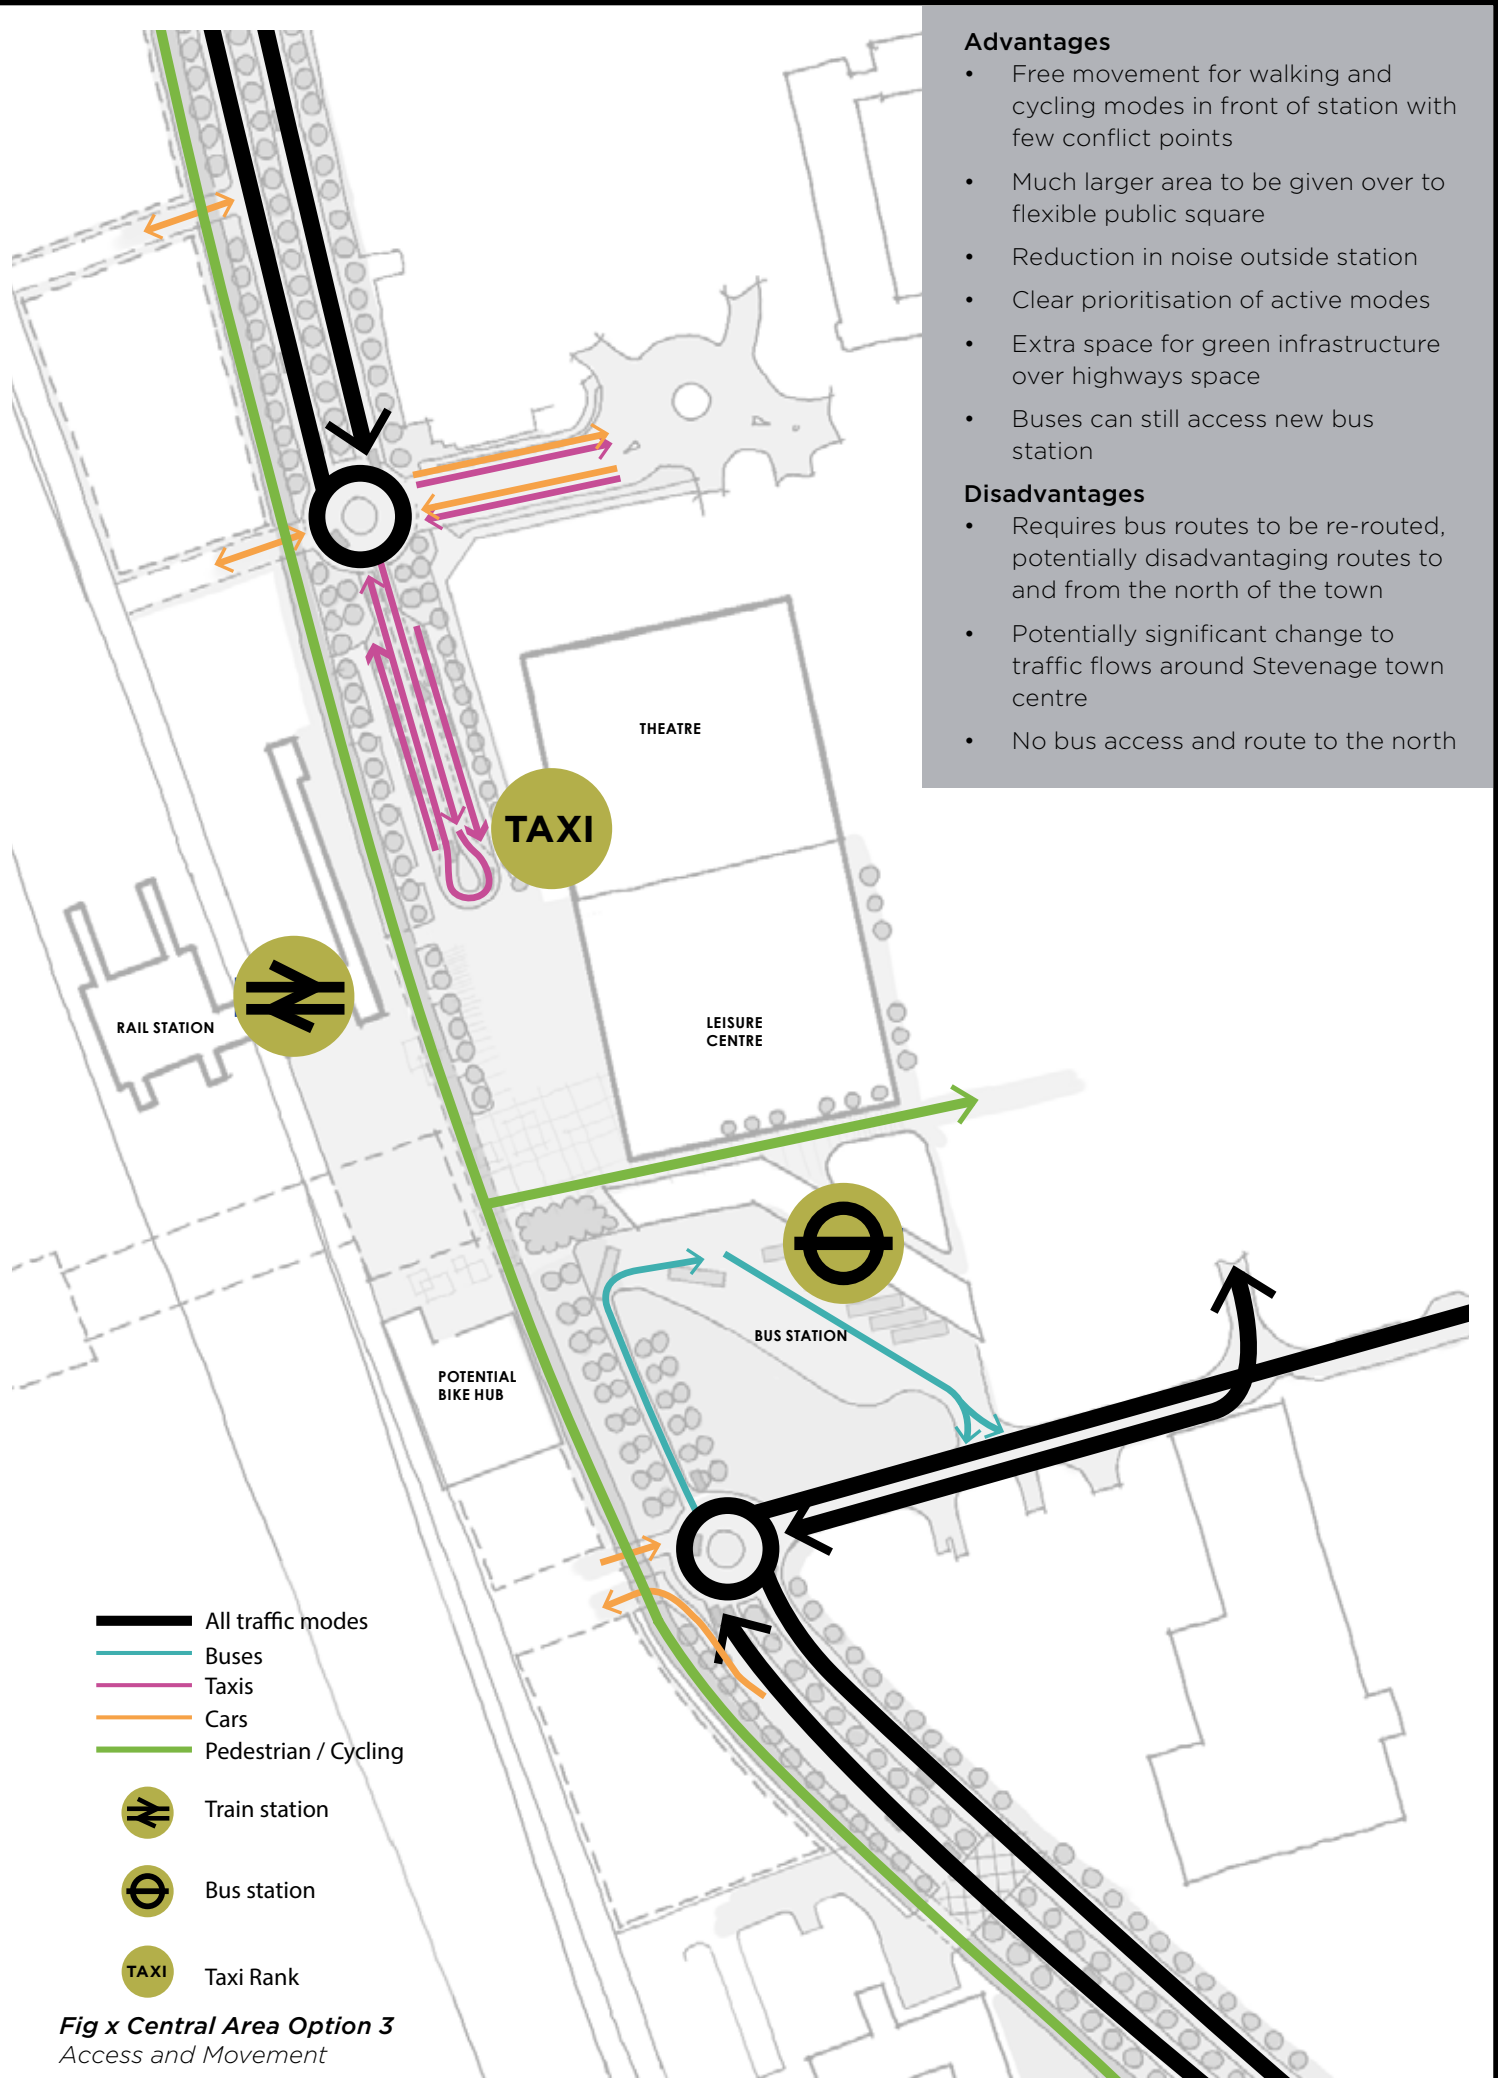 Advantages
• Free movement for walking and
cycling modes in front of station with
few conflict points
• Much larger area to be given over to
flexible public square
• Reduction in noise outside station
• Clear prioritisation of active modes
• Extra space for green infrastructure
over highways space
• Buses can still access new bus
station
Disadvantages
• Requires bus routes to be re-routed,
potentially disadvantaging routes to
and from the north of the town
• Potentially significant change to
traffic flows around Stevenage town
centre
• No bus access and route to the north
THEATRE
TAXI
RAIL STATION
LEISURE
CENTRE
BUS STATION
POTENTIAL
BIKE HUB
All traffic modes
Buses
Taxis
Cars
Pedestrian / Cycling
Train station
Bus station
TAXI Taxi Rank
Fig x Central Area Option 3
Access and Movement